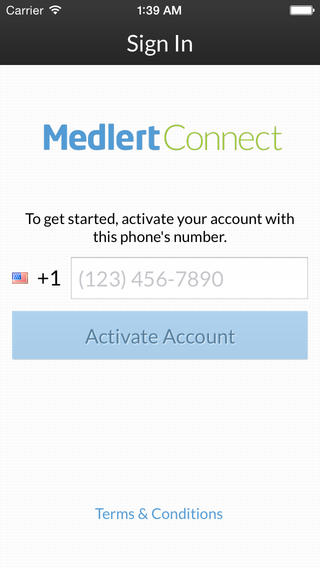 Carrier 1:39 AM
Sign In
MedlertConnect
To get started, activate your account with
this phone's number.
+1 (123) 456-7890
Activate Account
Terms & Conditions